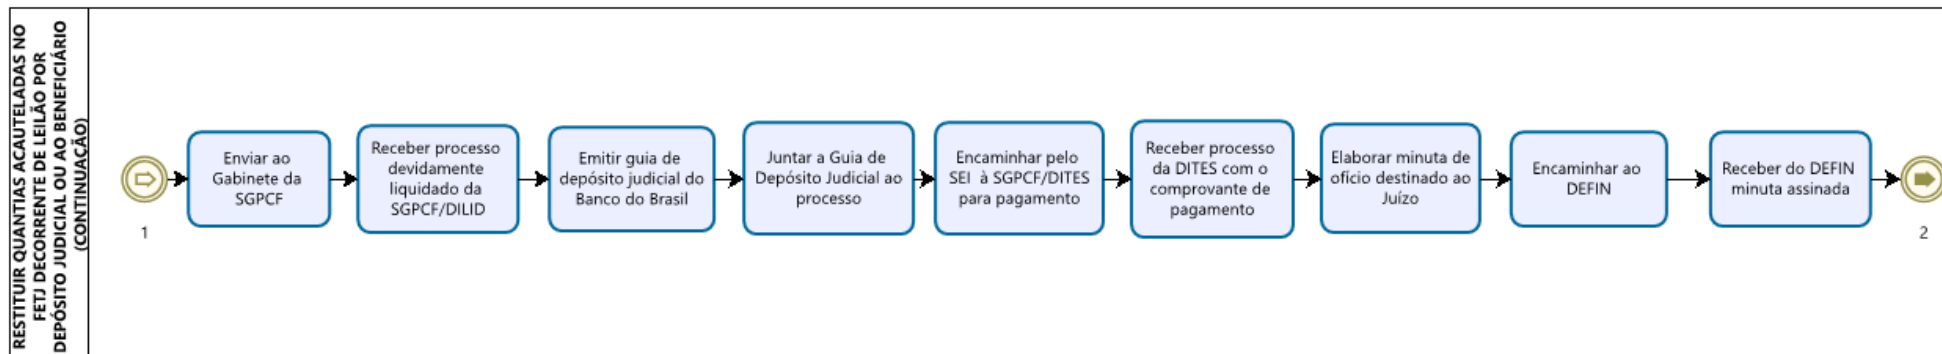 RESTITUIR QUANTIAS ACAUTELADAS NO
FETJ DECORRENTE DE LEILÃO POR
DEPÓSITO JUDICIAL OU AO BENEFICIÁRIO
(CONTINUAÇÃO)
1
Enviar ao
Gabinete da
SGPCF
Receber processo
devidamente
liquidado da
SGPCF/DILID
Emitir guia de
depósito judicial do
Banco do Brasil
Juntar a Guia de
Depósito Judicial ao
processo
Encaminhar pelo
SEI à SGPCF/DITES
para pagamento
Receber processo
da DITES com o
comprovante de
pagamento
Elaborar minuta de
ofício destinado ao
Juízo
Encaminhar ao
DEFIN
Receber do DEFIN
minuta assinada
2